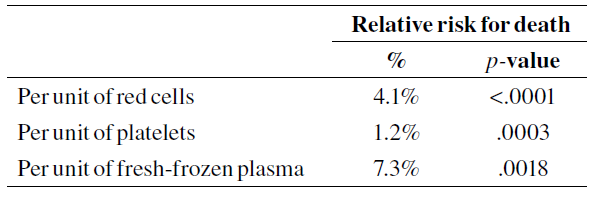 Relative risk for death
% p-value
Per unit of red cells 4.1% <.0001
Per unit of platelets 1.2% .0003
Per unit of fresh-frozen plasma 7.3% .0018